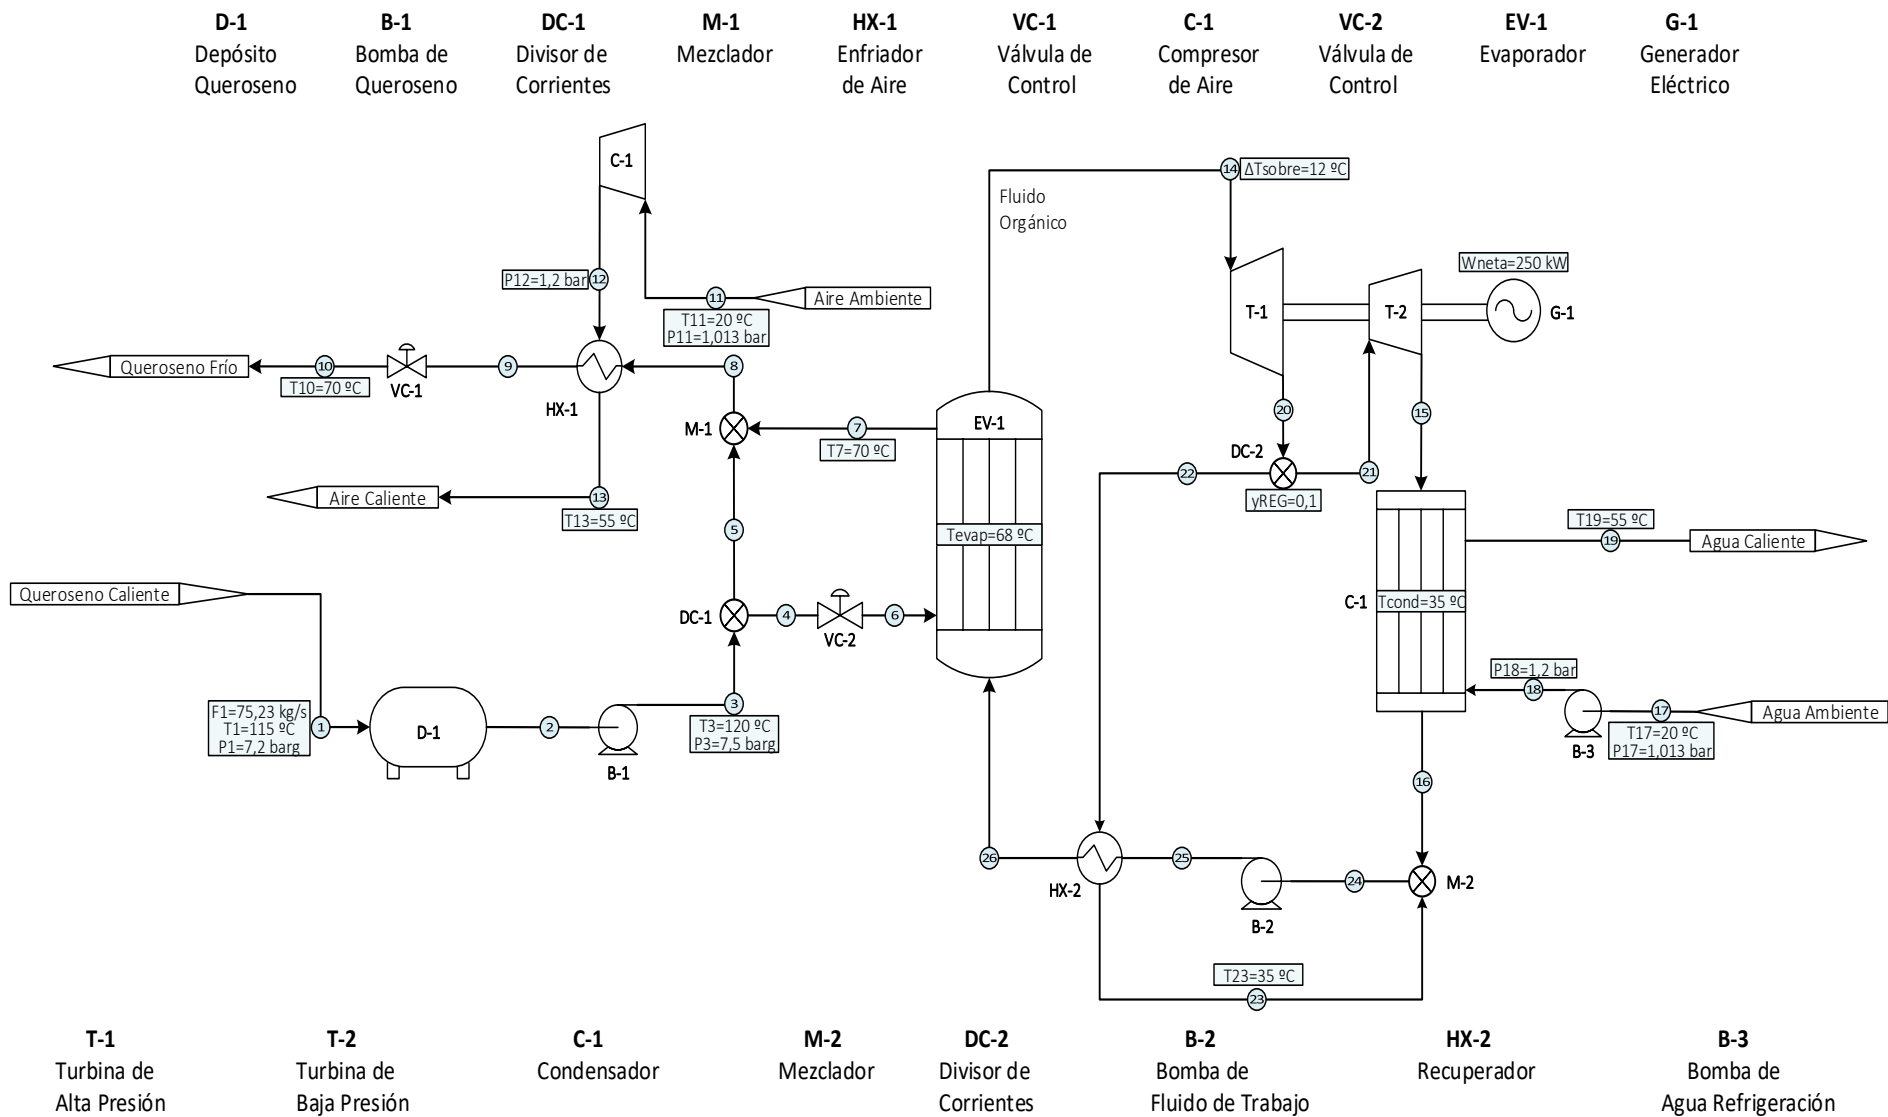 D-1
Depósito
Queroseno
B-1
Bomba de
Queroseno
DC-1
Divisor de
Corrientes
M-1
Mezclador
HX-1
Enfriador
de Aire
VC-1
Válvula de
Control
C-1
Compresor
de Aire
VC-2
Válvula de
Control
EV-1
Evaporador
G-1
Generador
Eléctrico
C-1
P12=1,2 bar
12
11
Aire Ambiente
T11=20 ºC
P11=1,013 bar
Queroseno Frío
10
T10=70 ºC
VC-1
9
HX-1
8
M-1
7
T7=70 ºC
Aire Caliente
13
T13=55 ºC
5
Queroseno Caliente
DC-1
4
VC-2
6
F1=75,23 kg/s
T1=115 ºC
P1=7,2 barg
1
D-1
2
B-1
3
T3=120 ºC
P3=7,5 barg
EV-1
Tevap=68 ºC
Fluido
Orgánico
14
ΔTsobre=12 ºC
T-1
T-2
Wneta=250 kW
G-1
20
15
DC-2
22
21
yREG=0,1
T19=55 ºC
19
Agua Caliente
C-1
Tcond=35 ºC
P18=1,2 bar
18
17
Agua Ambiente
B-3
T17=20 ºC
P17=1,013 bar
16
26
HX-2
25
B-2
24
M-2
T23=35 ºC
23
T-1
Turbina de
Alta Presión
T-2
Turbina de
Baja Presión
C-1
Condensador
M-2
Mezclador
DC-2
Divisor de
Corrientes
B-2
Bomba de
Fluido de Trabajo
HX-2
Recuperador
B-3
Bomba de
Agua Refrigeración